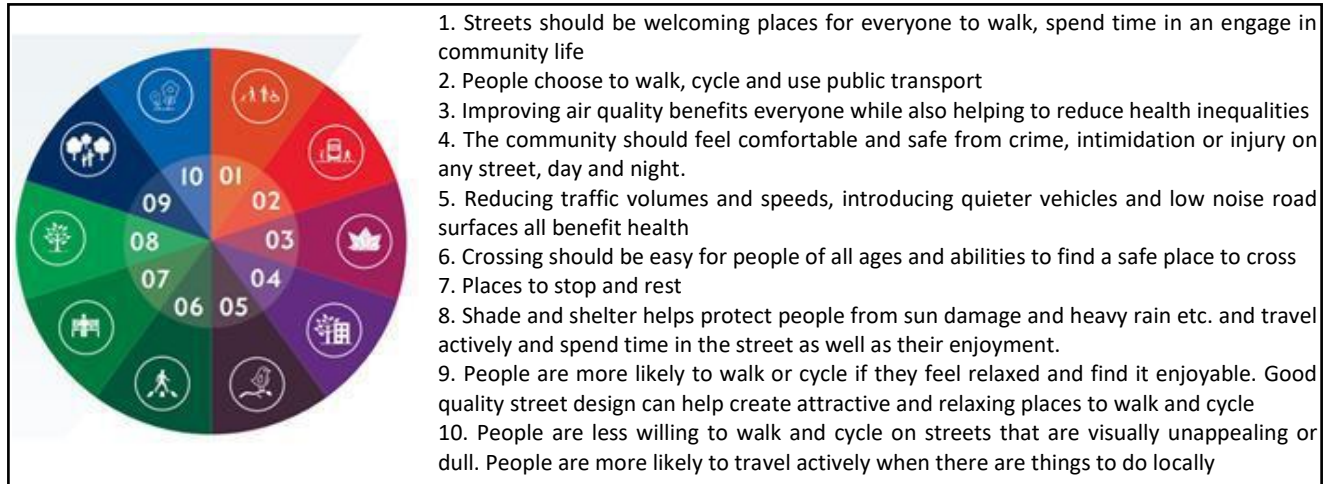 10 01
09 02
08 03
07 04
06 05
1. Streets should be welcoming places for everyone to walk, spend time in an engage in
community life
2. People choose to walk, cycle and use public transport
3. Improving air quality benefits everyone while also helping to reduce health inequalities
4. The community should feel comfortable and safe from crime, intimidation or injury on
any street, day and night.
5. Reducing traffic volumes and speeds, introducing quieter vehicles and low noise road
surfaces all benefit health
6. Crossing should be easy for people of all ages and abilities to find a safe place to cross
7. Places to stop and rest
8. Shade and shelter helps protect people from sun damage and heavy rain etc. and travel
actively and spend time in the street as well as their enjoyment.
9. People are more likely to walk or cycle if they feel relaxed and find it enjoyable. Good
quality street design can help create attractive and relaxing places to walk and cycle
10. People are less willing to walk and cycle on streets that are visually unappealing or
dull. People are more likely to travel actively when there are things to do locally